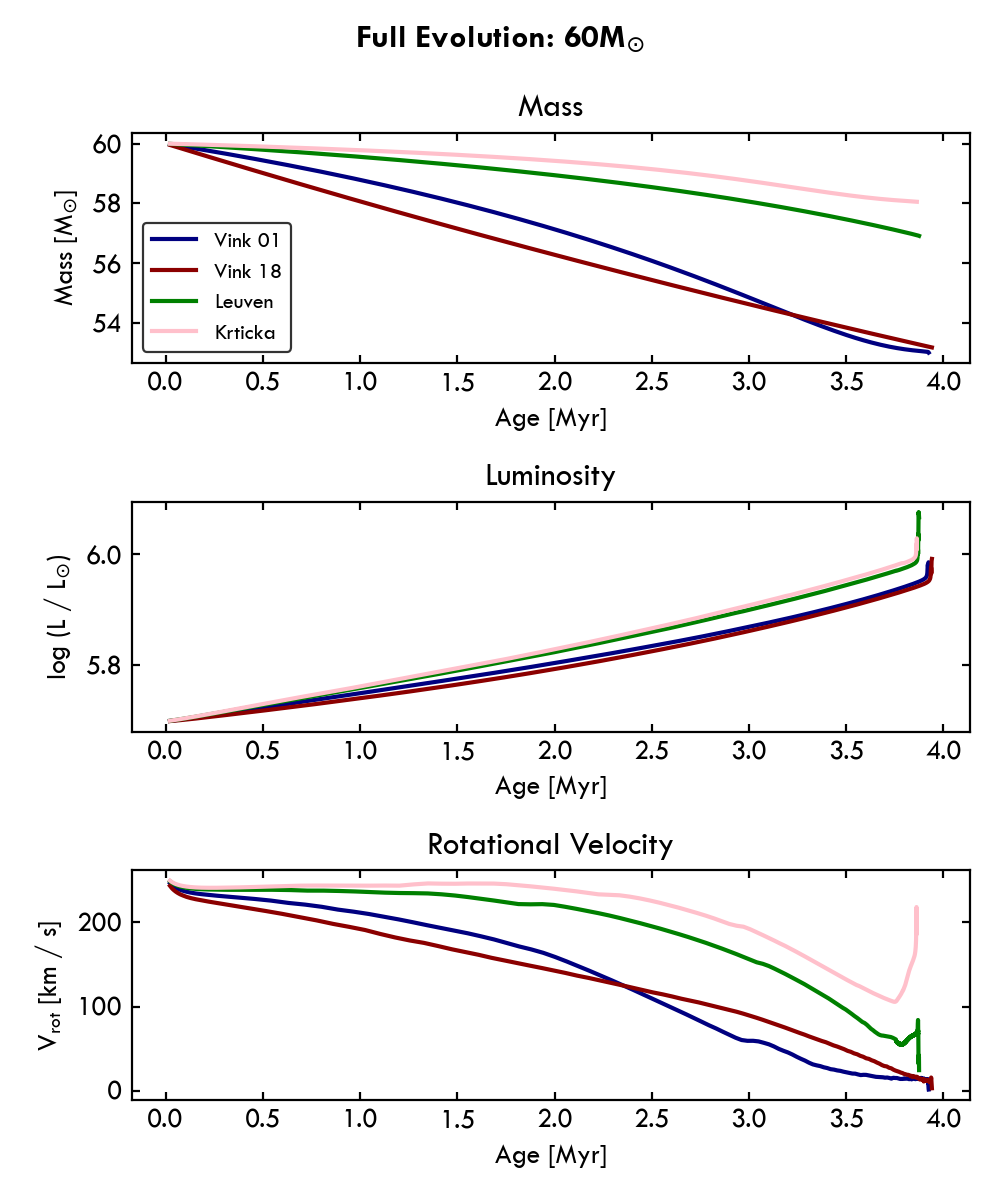 Full Evolution: 60M⊙
Mass
60
58
56
54
Mass [M⊙]
Vink 01
Vink 18
Leuven
Krticka
0.0 0.5 1.0 1.5 2.0 2.5 3.0 3.5 4.0
Age [Myr]
Luminosity
6.0
5.8
log (L / L⊙)
0.0 0.5 1.0 1.5 2.0 2.5 3.0 3.5 4.0
Age [Myr]
Rotational Velocity
200
100
0
Vrot [km / s]
0.0 0.5 1.0 1.5 2.0 2.5 3.0 3.5 4.0
Age [Myr]